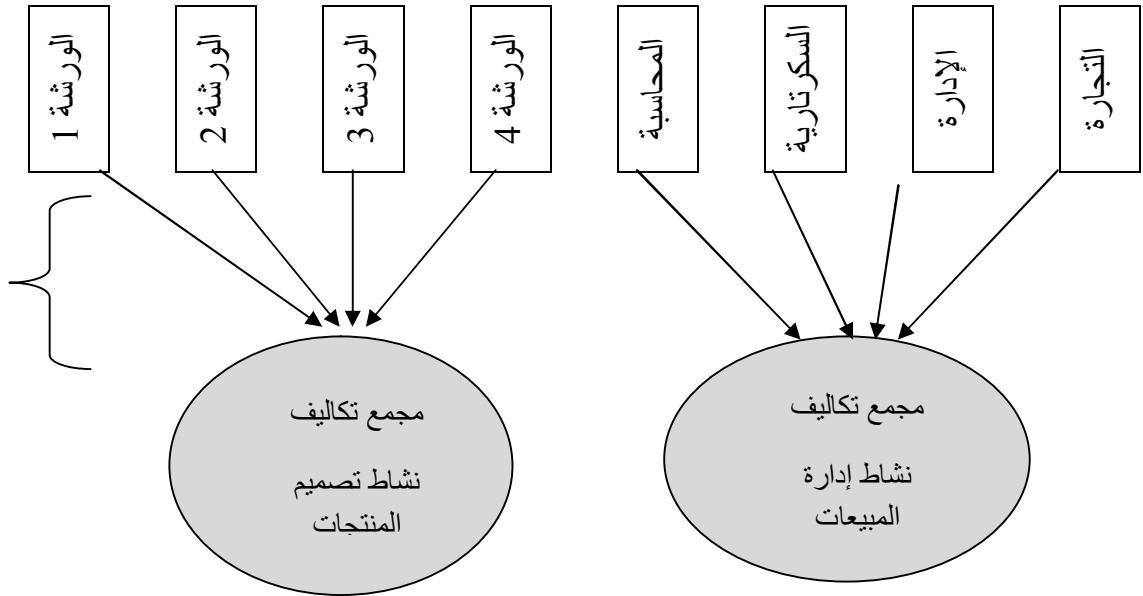 الورشة 1
الورشة 2
الورشة 3
الورشة 4
المحاسبة
السكرتارية
الإدارة
التجارة
مجمع تكاليف
نشاط تصميم
المنتجات
مجمع تكاليف
نشاط إدارة
المبيعات